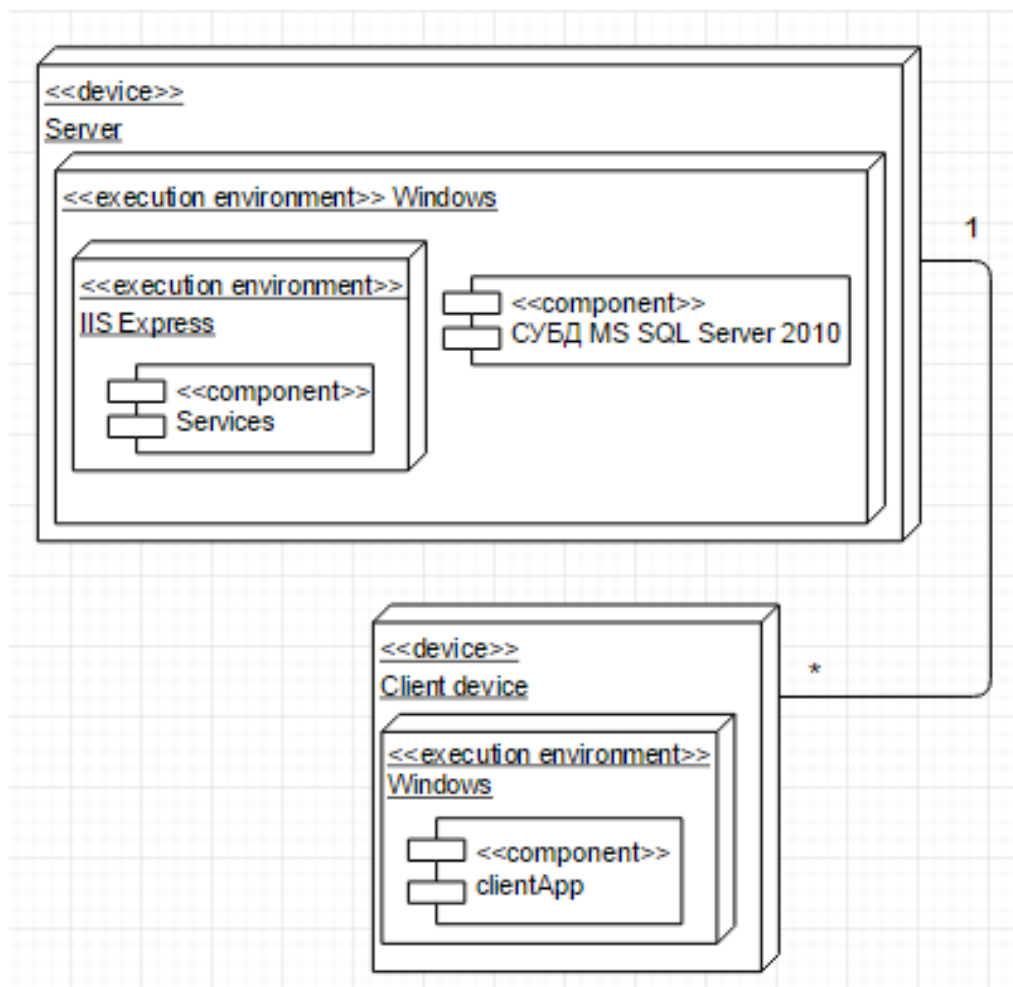 <<device>>
Server
<<execution environment>> Windows
<<execution environment>>
IIS Express
<<component>>
Services
<<component>>
СУБД MS SQL Server 2010
1
<<device>>
Client device
*
<<execution environment>>
Windows
<<component>>
clientApp